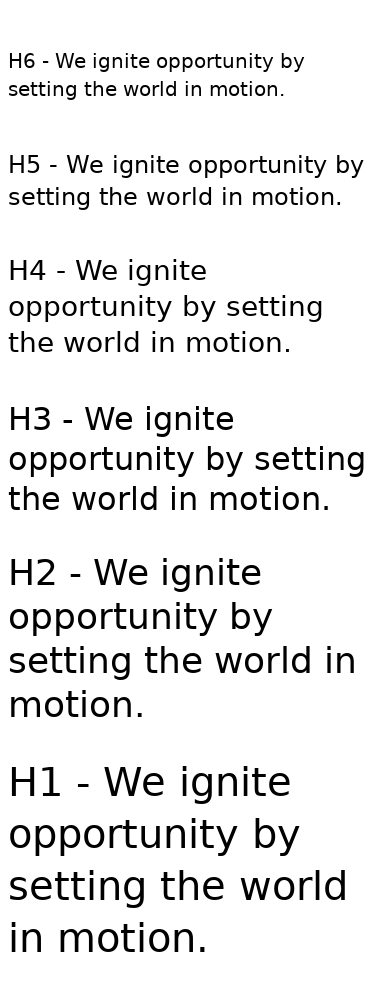 H6 - We ignite opportunity by
setting the world in motion.
H5 - We ignite opportunity by
setting the world in motion.
H4 - We ignite
opportunity by setting
the world in motion.
H3 - We ignite
opportunity by setting
the world in motion.
H2 - We ignite
opportunity by
setting the world in
motion.
H1 - We ignite
opportunity by
setting the world
in motion.